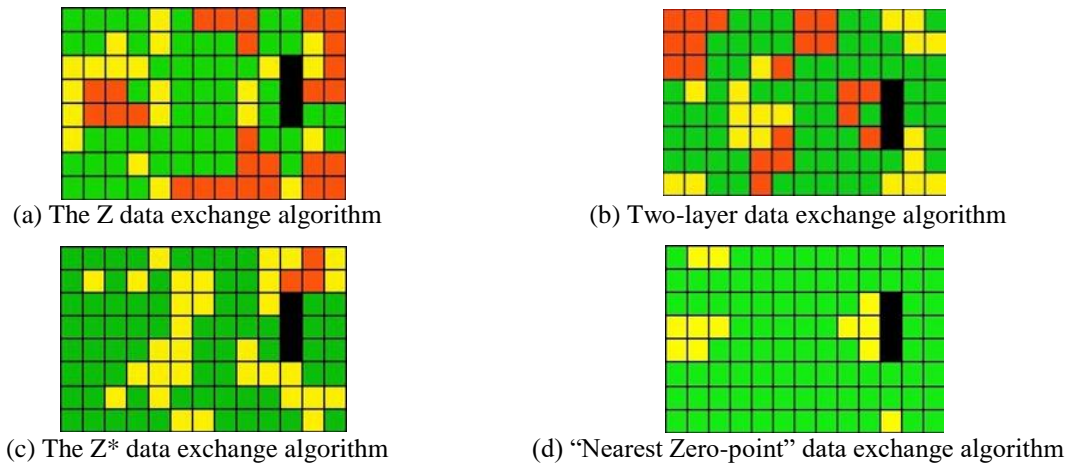 (a) The Z data exchange algorithm
(b) Two-layer data exchange algorithm
(c) The Z* data exchange algorithm
(d) “Nearest Zero-point” data exchange algorithm